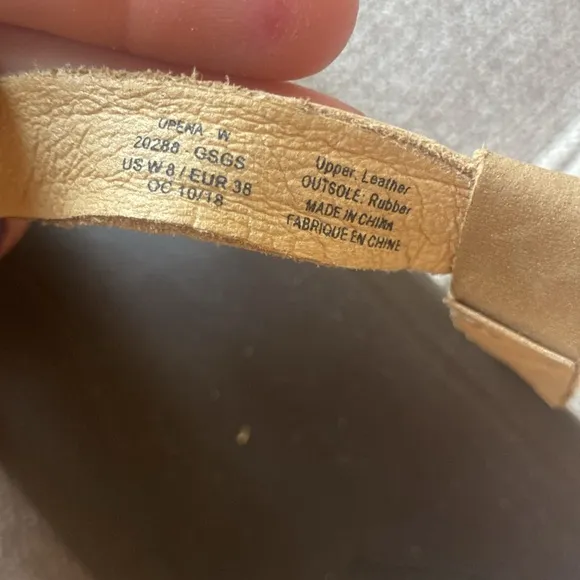 UPENA W
20288 GSGS
US W 8 / EUR 38
OC 10/18
Upper: Leather
OUTSOLE: Rubber
MADE IN CHINA
FABRIQUE EN CHINE